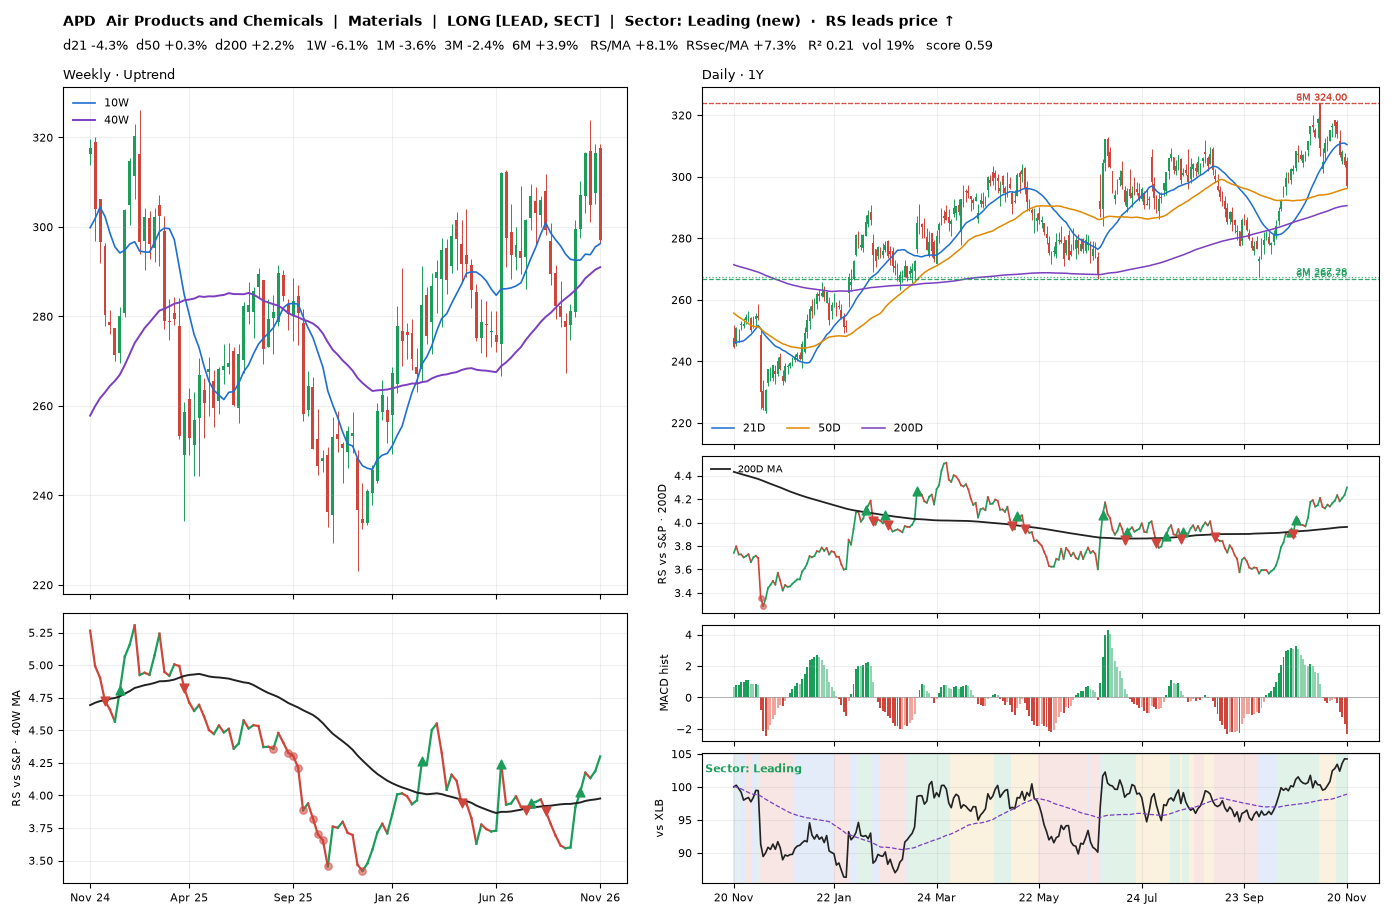 APD  Air Products and Chemicals  |  Materials  |  LONG [LEAD, SECT]  |  Sector: Leading (new)  ·  RS leads price ↑
d21 -4.3%  d50 +0.3%  d200 +2.2%   1W -6.1%  1M -3.6%  3M -2.4%  6M +3.9%   RS/MA +8.1%  RSsec/MA +7.3%   R² 0.21  vol 19%   score 0.59
Weekly · Uptrend
10W
40W
320
300
280
260
240
220
RS vs S&P · 40W MA
5.25
5.00
4.75
4.50
4.25
4.00
3.75
3.50
Nov 24
Apr 25
Sep 25
Jan 26
Jun 26
Nov 26
Daily · 1Y
6M 324.00
320
300
280
260
240
220
21D
50D
200D
RS vs S&P · 200D
200D MA
4.4
4.2
4.0
3.8
3.6
3.4
MACD hist
4
2
0
−2
vs XLB
Sector: Leading
105
100
95
90
20 Nov
22 Jan
24 Mar
22 May
24 Jul
23 Sep
20 Nov